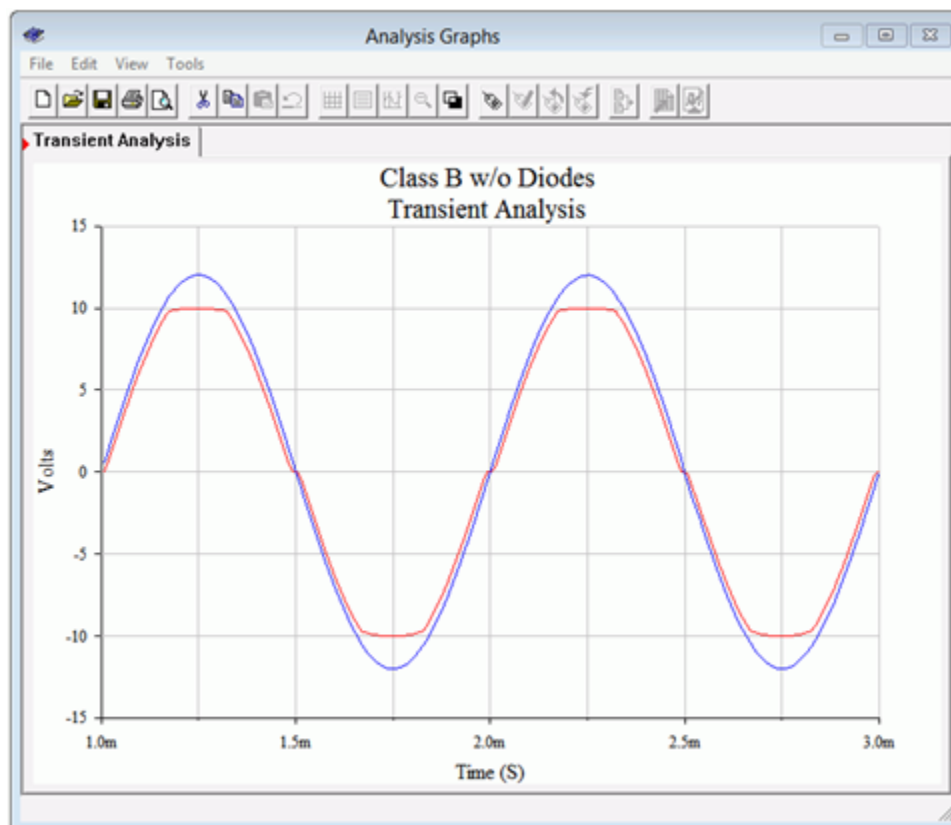 Analysis Graphs
File Edit View Tools
Transient Analysis
Class B w/o Diodes
Transient Analysis
15
10
5
0
-5
-10
-15
Volts
1.0m 1.5m 2.0m 2.5m 3.0m
Time (S)